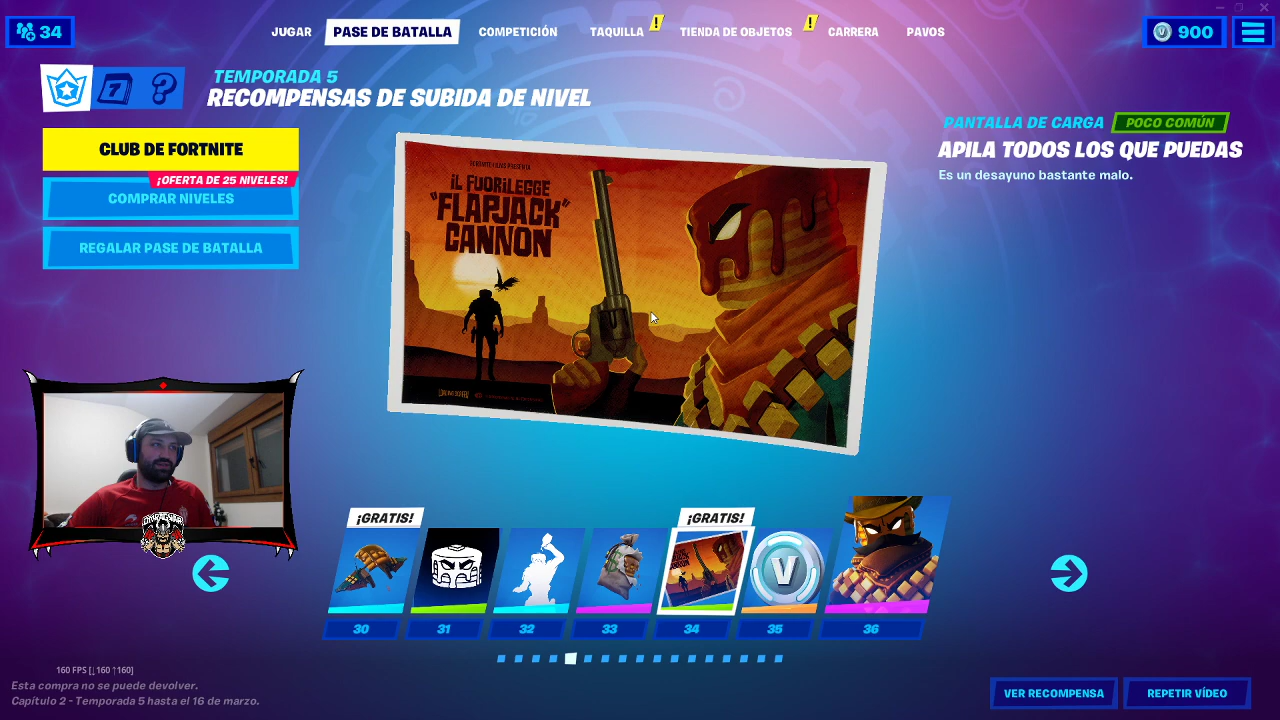 34
JUGAR
PASE DE BATALLA
COMPETICIÓN
TAQUILLA
!
TIENDA DE OBJETOS
!
CARRERA
PAVOS
900
7
?
TEMPORADA 5
RECOMPENSAS DE SUBIDA DE NIVEL
CLUB DE FORTNITE
¡OFERTA DE 25 NIVELES!
COMPRAR NIVELES
REGALAR PASE DE BATALLA
PANTALLA DE CARGA
POCO COMÚN
APILA TODOS LOS QUE PUEDAS
Es un desayuno bastante malo.
IL FUORILEGGE
"FLAPJACK"
CANNON
¡GRATIS!
¡GRATIS!
V
30
31
32
33
34
35
36
160 FPS [↓160 ↑160]
Esta compra no se puede devolver.
Capítulo 2 - Temporada 5 hasta el 16 de marzo.
VER RECOMPENSA
REPETIR VÍDEO